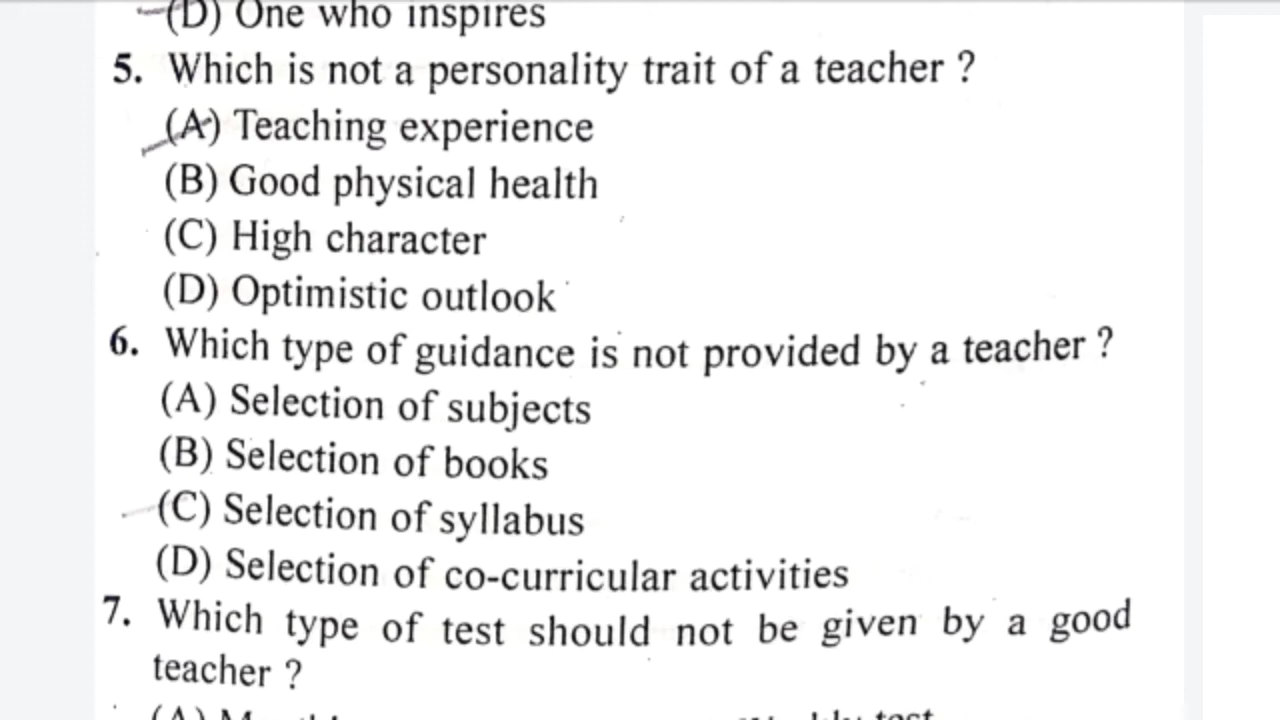 (D) One who inspires
5. Which is not a personality trait of a teacher ?
(A) Teaching experience
(B) Good physical health
(C) High character
(D) Optimistic outlook
6. Which type of guidance is not provided by a teacher ?
(A) Selection of subjects
(B) Selection of books
(C) Selection of syllabus
(D) Selection of co-curricular activities
7. Which type of test should not be given by a good
teacher ?
(A) test